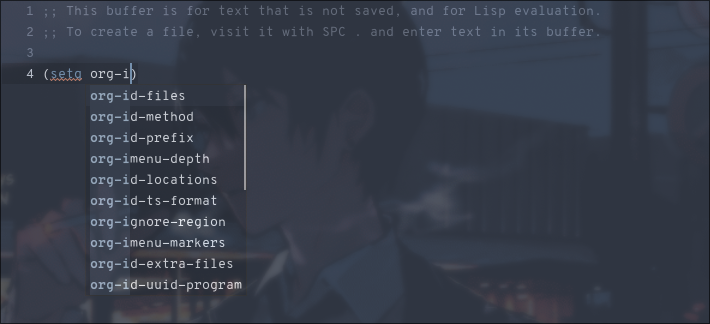 1 ;; This buffer is for text that is not saved, and for Lisp evaluation.
2 ;; To create a file, visit it with SPC . and enter text in its buffer.
3
4 (setq org-i)
org-id-files
org-id-method
org-id-prefix
org-imenu-depth
org-id-locations
org-id-ts-format
org-ignore-region
org-imenu-markers
org-id-extra-files
org-id-uuid-program